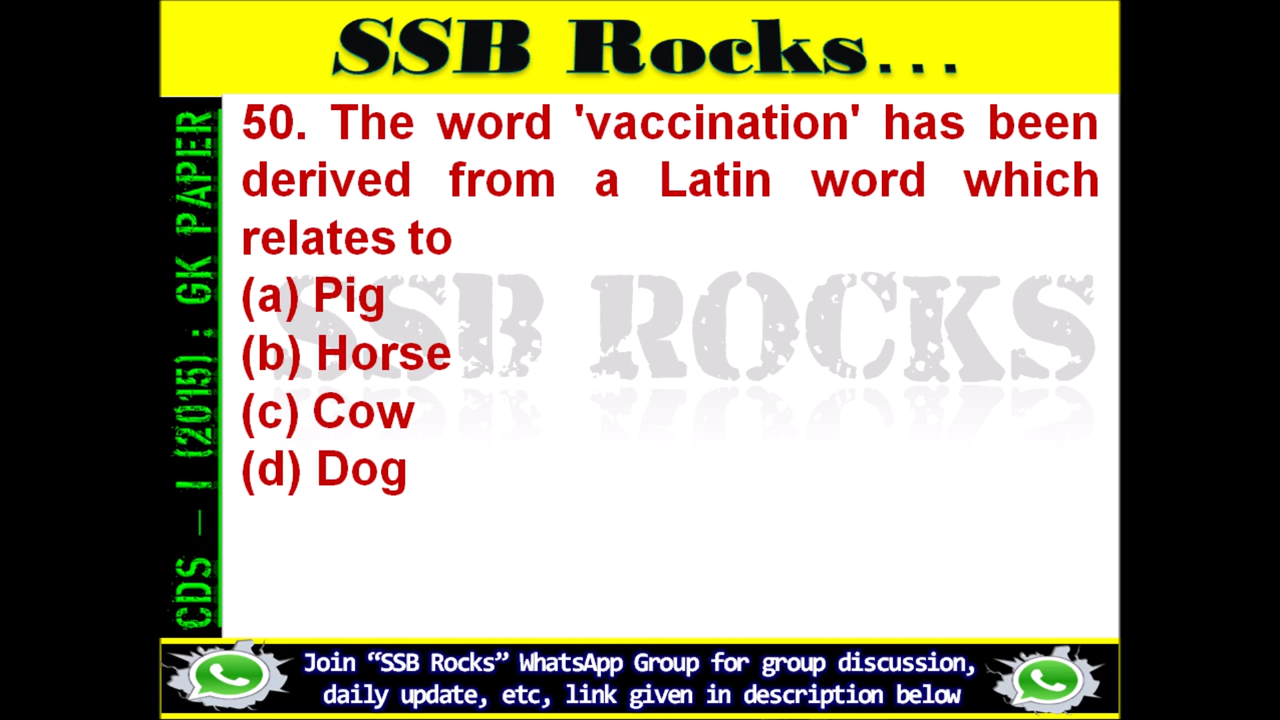 SSB Rocks...
CDS – I (2015) : GK PAPER
50. The word 'vaccination' has been
derived from a Latin word which
relates to
(a) Pig
(b) Horse
(c) Cow
(d) Dog
SSB ROCKS
Join “SSB Rocks” WhatsApp Group for group discussion,
daily update, etc, link given in description below